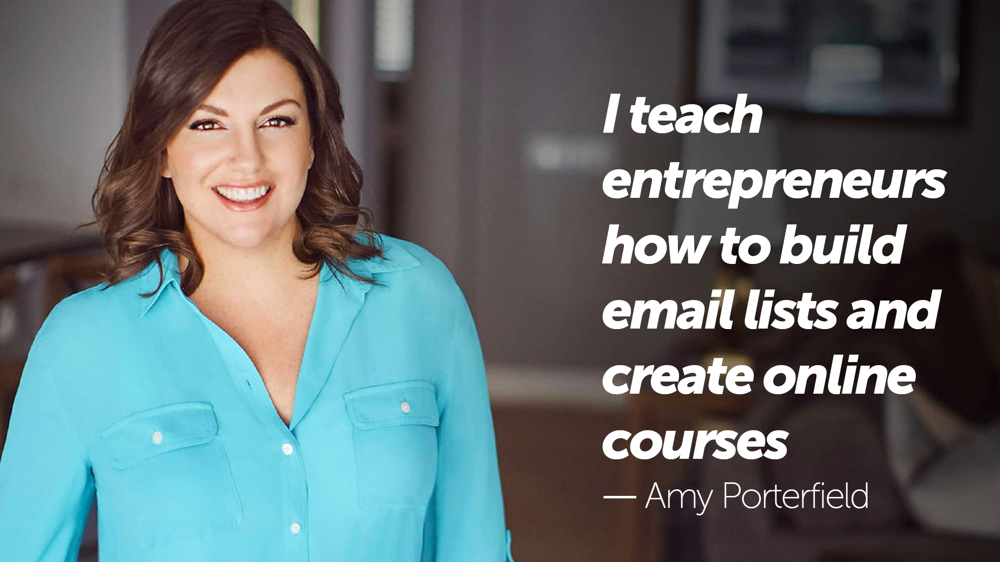 I teach
entrepreneurs
how to build
email lists and
create online
courses
— Amy Porterfield